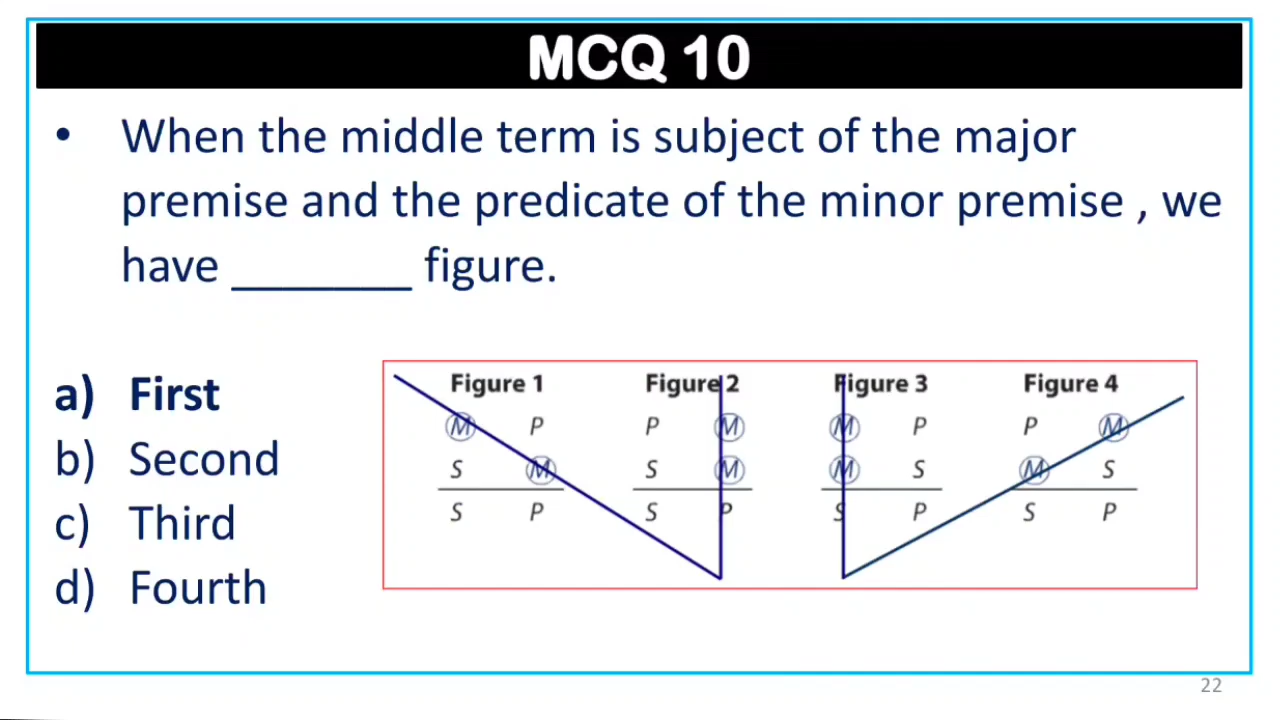 MCQ 10
• When the middle term is subject of the major
premise and the predicate of the minor premise , we
have _______ figure.
a) First
b) Second
c) Third
d) Fourth
Figure 1 Figure 2 Figure 3 Figure 4
M P P M M P P M
S M S M M S M S
S P S P S P S P
22